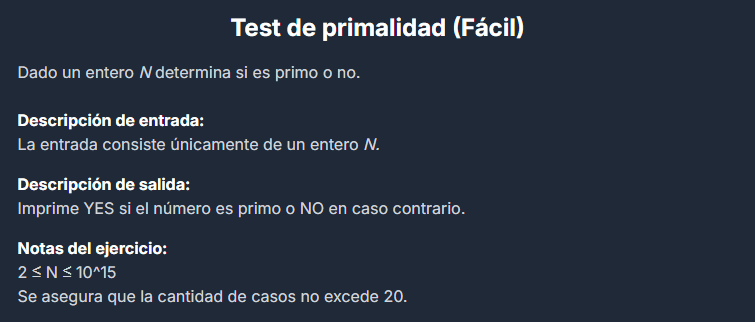 Test de primalidad (Fácil)
Dado un entero N determina si es primo o no.
Descripción de entrada:
La entrada consiste únicamente de un entero N.
Descripción de salida:
Imprime YES si el número es primo o NO en caso contrario.
Notas del ejercicio:
2 ≤ N ≤ 10^15
Se asegura que la cantidad de casos no excede 20.